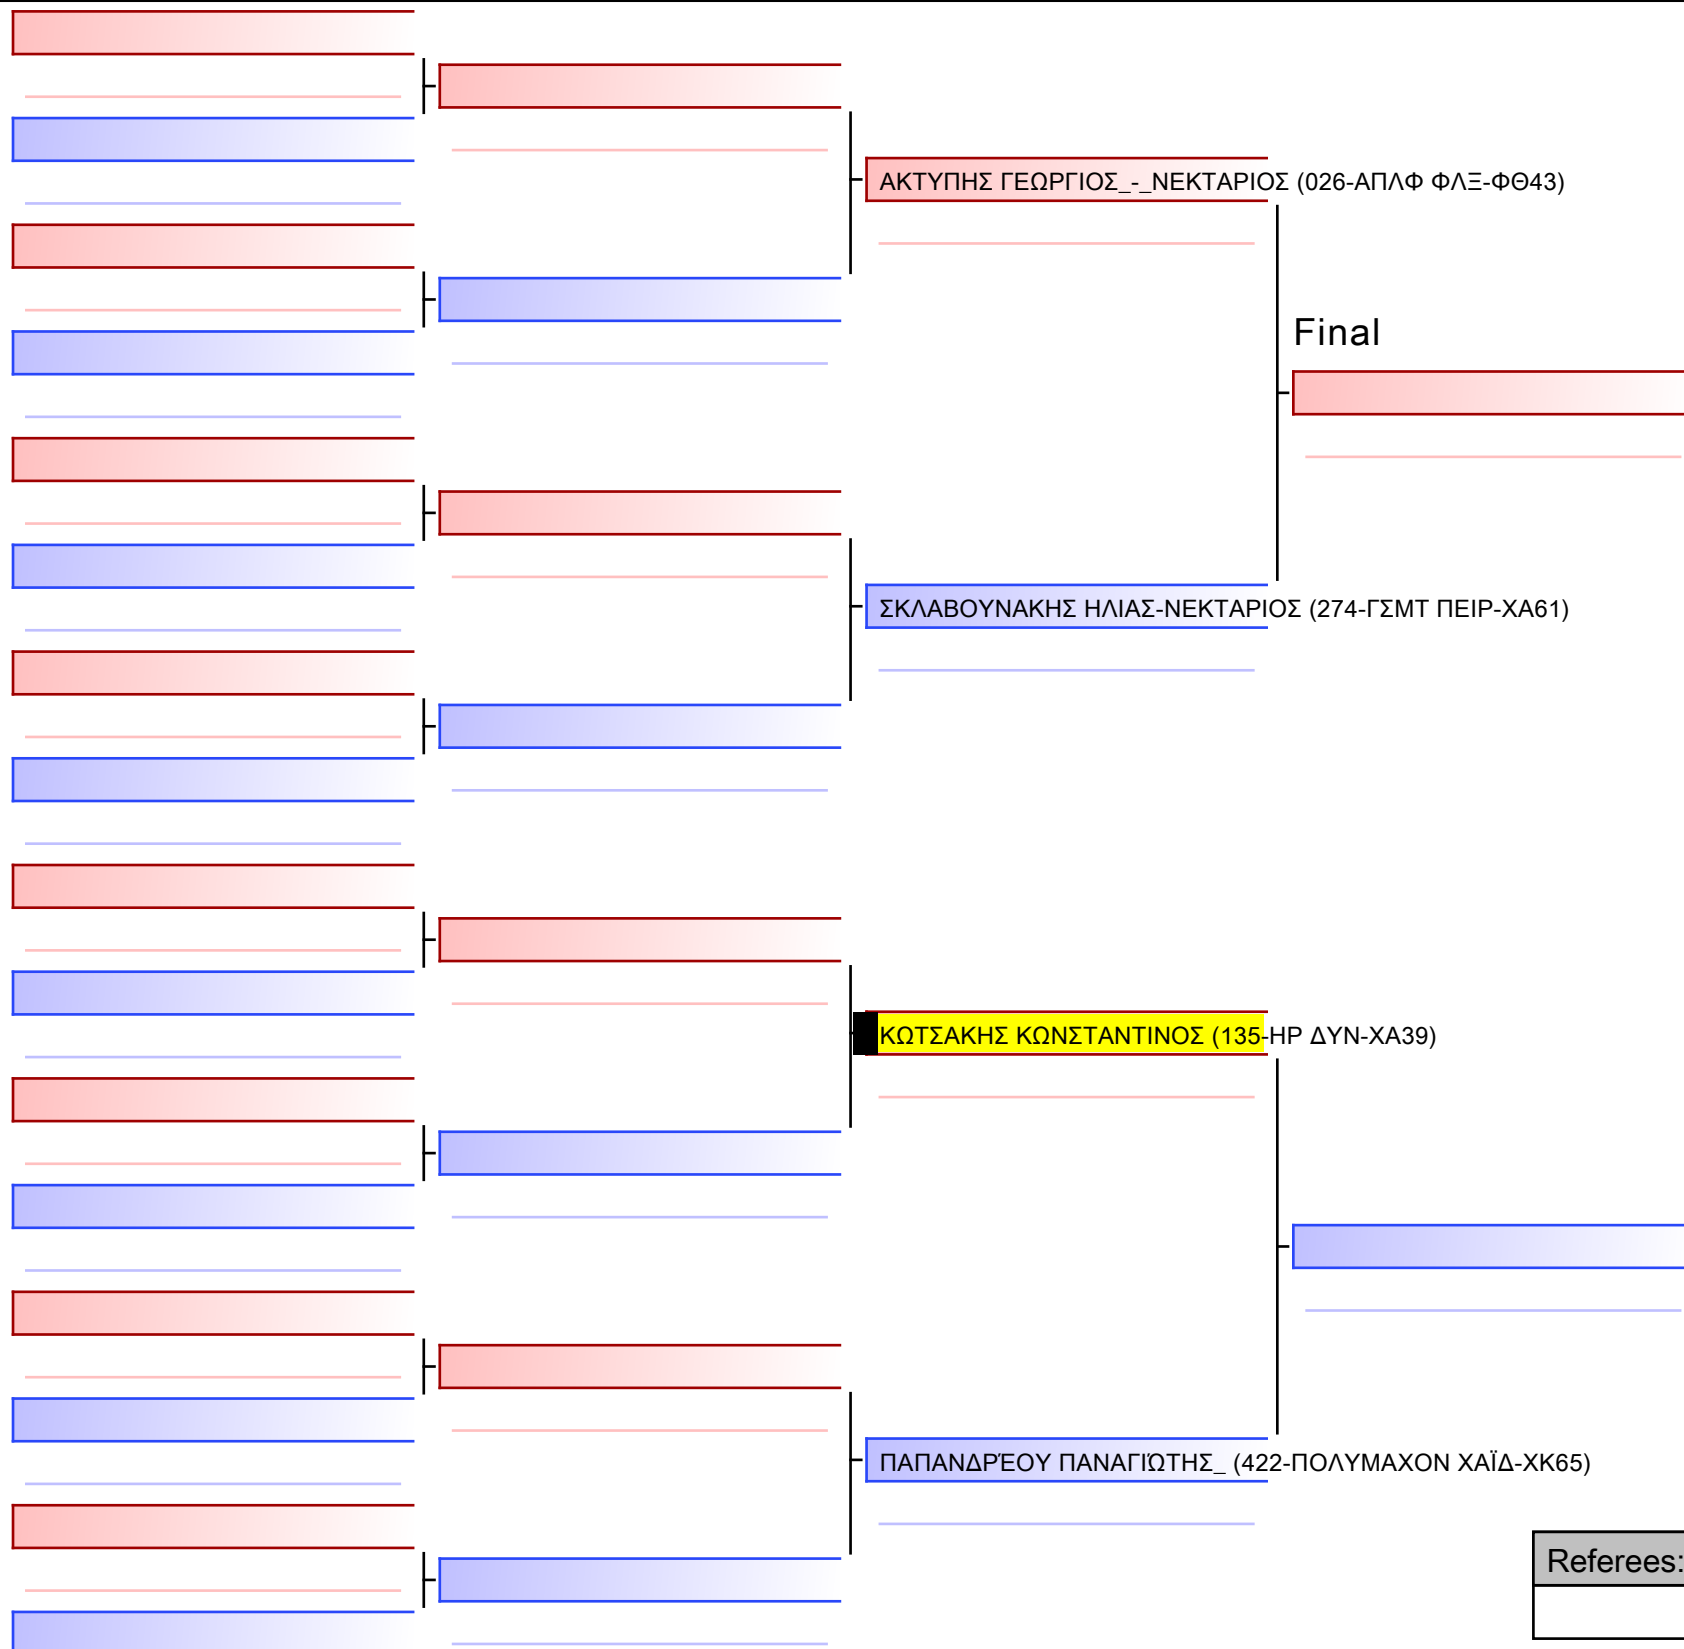 ΑΚΤΥΠΗΣ ΓΕΩΡΓΙΟΣ_-_ΝΕΚΤΑΡΙΟΣ (026-ΑΠΛΦ ΦΛΞ-ΦΘ43)
Final
ΣΚΛΑΒΟΥΝΑΚΗΣ ΗΛΙΑΣ-ΝΕΚΤΑΡΙΟΣ (274-ΓΣΜΤ ΠΕΙΡ-ΧΑ61)
ΚΩΤΣΑΚΗΣ ΚΩΝΣΤΑΝΤΙΝΟΣ (135-ΗΡ ΔΥΝ-ΧΑ39)
ΠΑΠΑΝΔΡΈΟΥ ΠΑΝΑΓΙΏΤΗΣ_ (422-ΠΟΛΥΜΑΧΟΝ ΧΑΪΔ-ΧΚ65)
Referees: